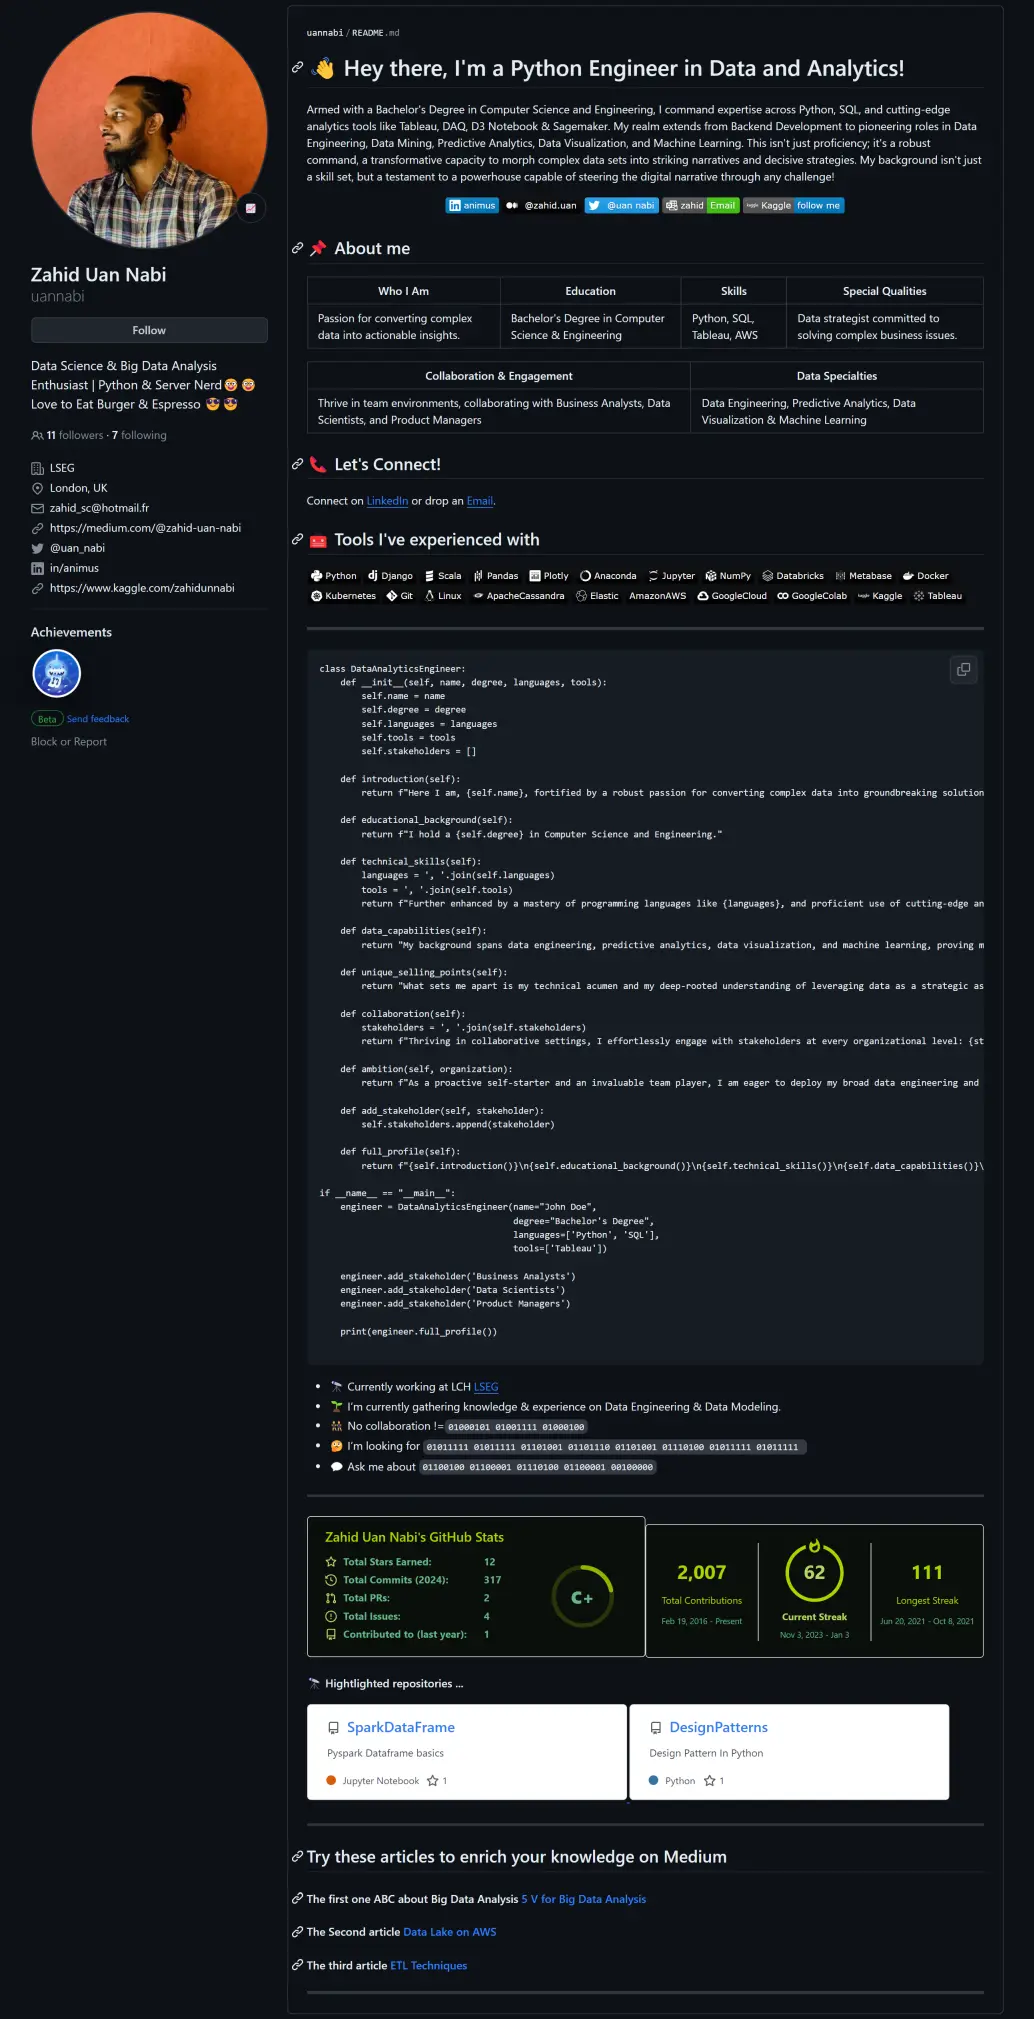 Zahid Uan Nabi
uannabi
Follow
Data Science & Big Data Analysis
Enthusiast | Python & Server Nerd🤡 🤡
Love to Eat Burger & Espresso 😎 😎
11 followers · 7 following
LSEG
London, UK
zahid_sc@hotmail.fr
https://medium.com/@zahid-uan-nabi
@uan_nabi
in/animus
https://www.kaggle.com/zahidunnabi
Achievements
Beta Send feedback
Block or Report
uannabi / README.md
👋 Hey there, I'm a Python Engineer in Data and Analytics!
Armed with a Bachelor's Degree in Computer Science and Engineering, I command expertise across Python, SQL, and cutting-edge
analytics tools like Tableau, DAQ, D3 Notebook & Sagemaker. My realm extends from Backend Development to pioneering roles in Data
Engineering, Data Mining, Predictive Analytics, Data Visualization, and Machine Learning. This isn't just proficiency; it's a robust
command, a transformative capacity to morph complex data sets into striking narratives and decisive strategies. My background isn't just
a skill set, but a testament to a powerhouse capable of steering the digital narrative through any challenge!
animus @zahid.uan @uan nabi zahid Email Kaggle follow me
📌 About me
Who I Am Education Skills Special Qualities
Passion for converting complex Bachelor's Degree in Computer Python, SQL, Data strategist committed to
data into actionable insights. Science & Engineering Tableau, AWS solving complex business issues.
Collaboration & Engagement Data Specialties
Thrive in team environments, collaborating with Business Analysts, Data Data Engineering, Predictive Analytics, Data
Scientists, and Product Managers Visualization & Machine Learning
📞 Let's Connect!
Connect on LinkedIn or drop an Email.
🧰 Tools I've experienced with
Python Django Scala Pandas Plotly Anaconda Jupyter NumPy Databricks Metabase Docker
Kubernetes Git Linux ApacheCassandra Elastic AmazonAWS GoogleCloud GoogleColab Kaggle Tableau
class DataAnalyticsEngineer:
    def __init__(self, name, degree, languages, tools):
        self.name = name
        self.degree = degree
        self.languages = languages
        self.tools = tools
        self.stakeholders = []
    def introduction(self):
        return f"Here I am, {self.name}, fortified by a robust passion for converting complex data into groundbreaking solution
    def educational_background(self):
        return f"I hold a {self.degree} in Computer Science and Engineering."
    def technical_skills(self):
        languages = ', '.join(self.languages)
        tools = ', '.join(self.tools)
        return f"Further enhanced by a mastery of programming languages like {languages}, and proficient use of cutting-edge an
    def data_capabilities(self):
        return "My background spans data engineering, predictive analytics, data visualization, and machine learning, proving m
    def unique_selling_points(self):
        return "What sets me apart is my technical acumen and my deep-rooted understanding of leveraging data as a strategic as
    def collaboration(self):
        stakeholders = ', '.join(self.stakeholders)
        return f"Thriving in collaborative settings, I effortlessly engage with stakeholders at every organizational level: {st
    def ambition(self, organization):
        return f"As a proactive self-starter and an invaluable team player, I am eager to deploy my broad data engineering and
    def add_stakeholder(self, stakeholder):
        self.stakeholders.append(stakeholder)
    def full_profile(self):
        return f"{self.introduction()}\n{self.educational_background()}\n{self.technical_skills()}\n{self.data_capabilities()}\
if __name__ == "__main__":
    engineer = DataAnalyticsEngineer(name="John Doe",
                                     degree="Bachelor's Degree",
                                     languages=['Python', 'SQL'],
                                     tools=['Tableau'])
    engineer.add_stakeholder('Business Analysts')
    engineer.add_stakeholder('Data Scientists')
    engineer.add_stakeholder('Product Managers')
    print(engineer.full_profile())
• 🔭 Currently working at LCH LSEG
• 🌱 I'm currently gathering knowledge & experience on Data Engineering & Data Modeling.
• 👯 No collaboration != 01000101 01001111 01000100
• 🤔 I'm looking for 01011111 01011111 01101001 01101110 01101001 01110100 01011111 01011111
• 💬 Ask me about 01100100 01100001 01110100 01100001 00100000
Zahid Uan Nabi's GitHub Stats
Total Stars Earned: 12
Total Commits (2024): 317
Total PRs: 2
Total Issues: 4
Contributed to (last year): 1
C+
2,007
Total Contributions
Feb 19, 2016 - Present
62
Current Streak
Nov 3, 2023 - Jan 3
111
Longest Streak
Jun 20, 2021 - Oct 8, 2021
🔭 Hightlighted repositories ...
SparkDataFrame
Pyspark Dataframe basics
Jupyter Notebook 1
DesignPatterns
Design Pattern In Python
Python 1
Try these articles to enrich your knowledge on Medium
The first one ABC about Big Data Analysis 5 V for Big Data Analysis
The Second article Data Lake on AWS
The third article ETL Techniques